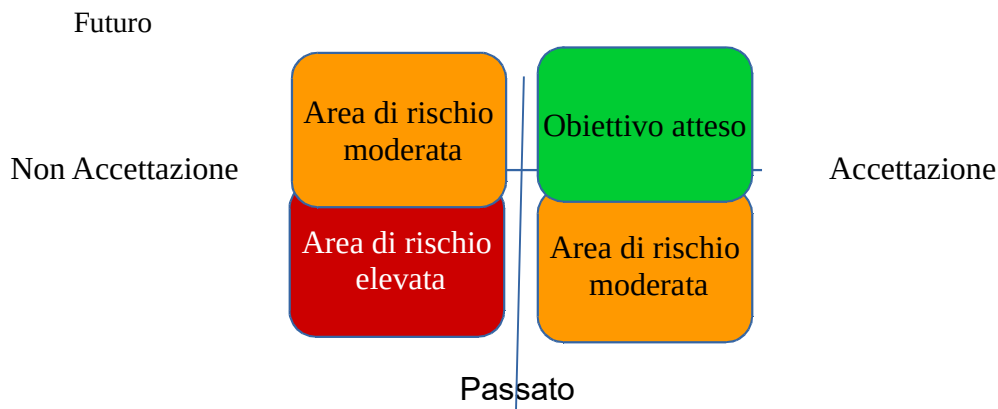 Futuro
Area di rischio
moderata
Obiettivo atteso
Non Accettazione
Accettazione
Area di rischio
elevata
Area di rischio
moderata
Passato